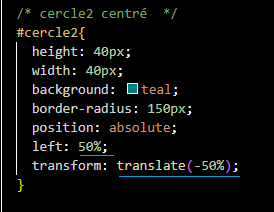 /* cercle2 centré  */
#cercle2{
  height: 40px;
  width: 40px;
  background: teal;
  border-radius: 150px;
  position: absolute;
  left: 50%;
  transform: translate(-50%);
}